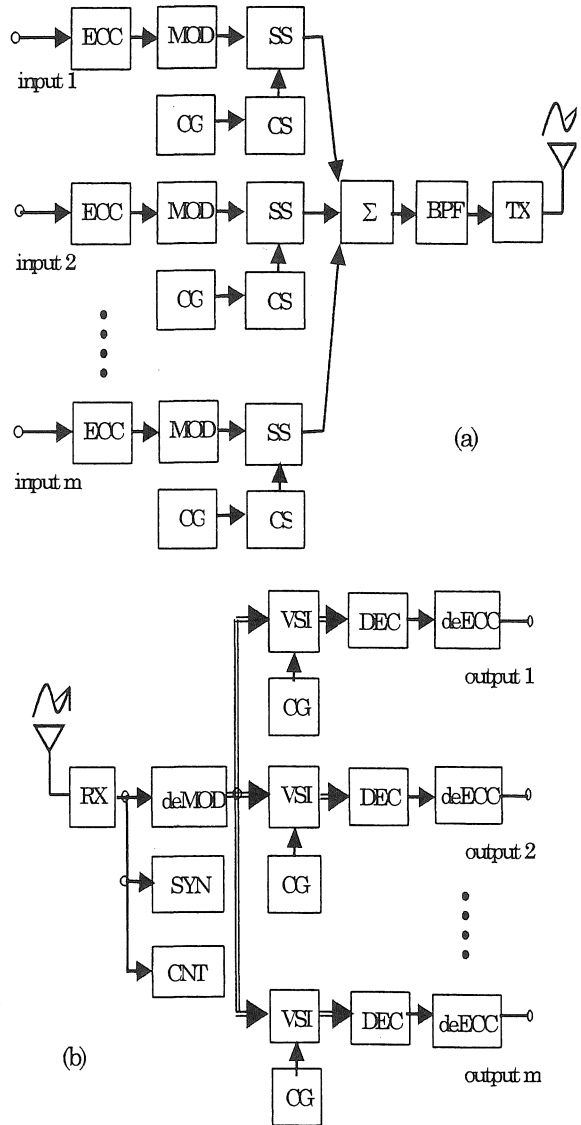 ECC MOD SS
input 1
CG CS
ECC MOD SS Σ BPF TX
input 2
CG CS
ECC MOD SS
(a)
input m
CG CS
VSI DEC deECC
output 1
CG
RX deMOD VSI DEC deECC
output 2
SYN CG
CNT
VSI DEC deECC
(b)
output m
CG